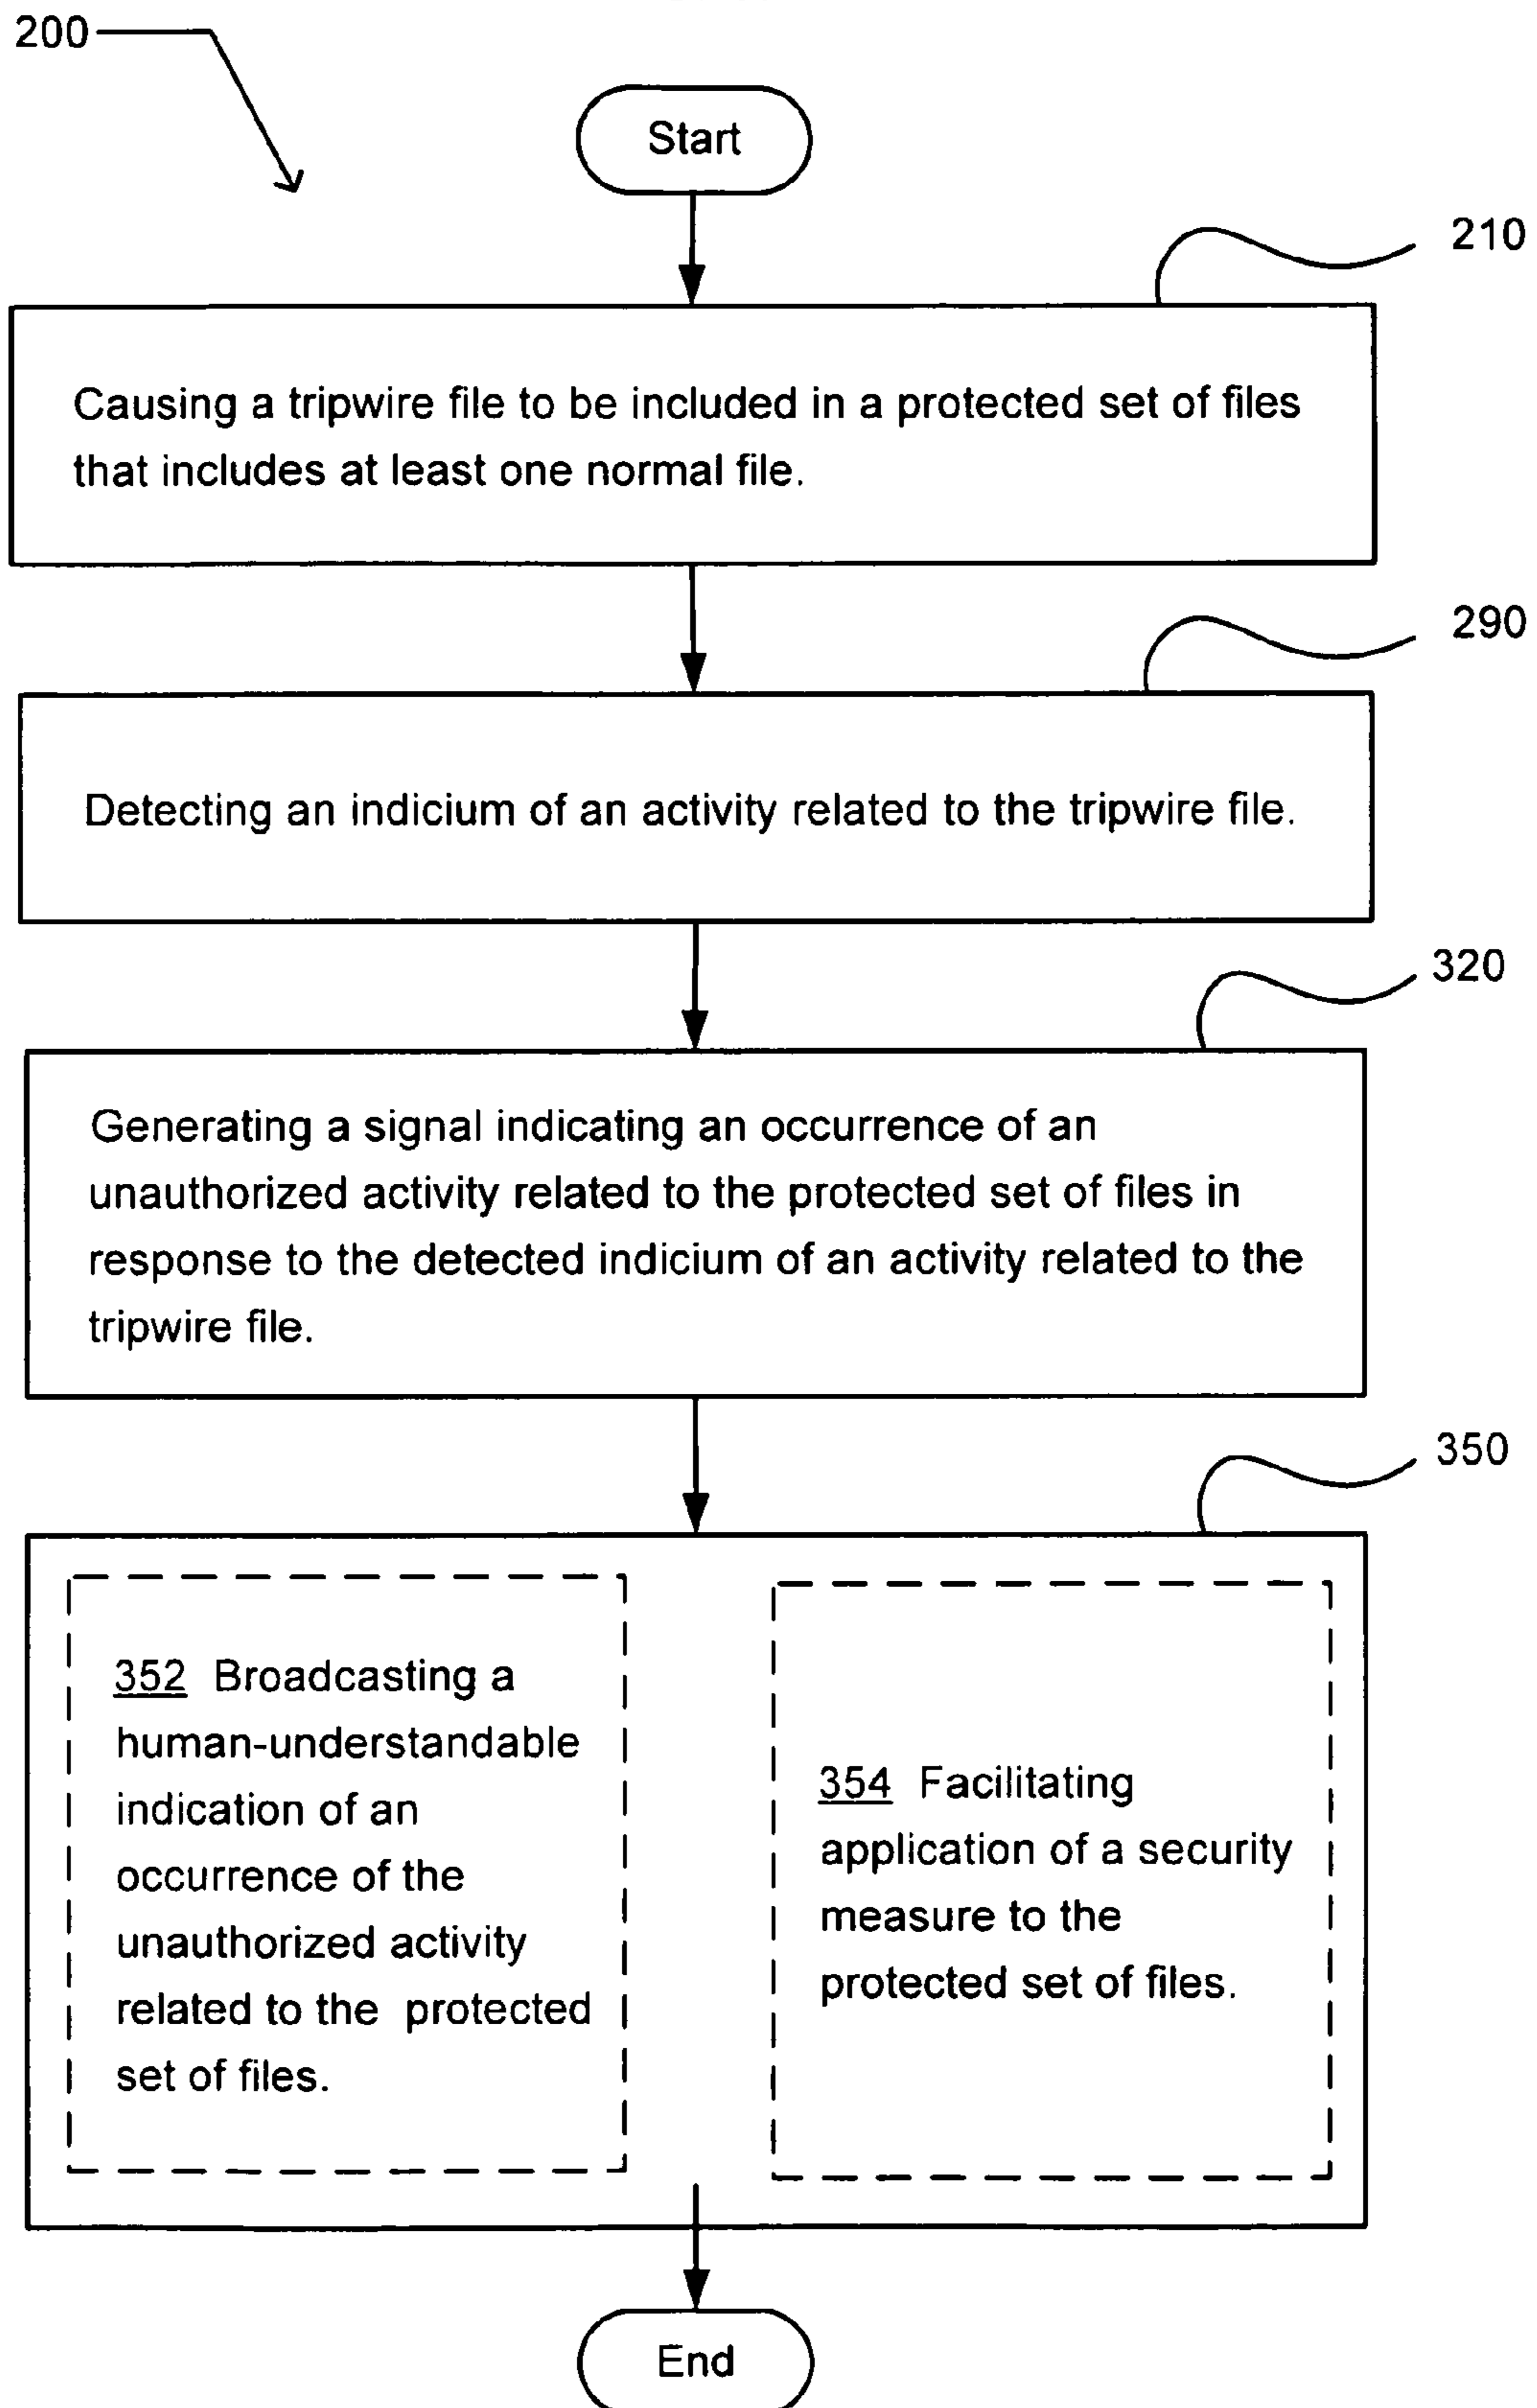 200
Start
210
Causing a tripwire file to be included in a protected set of files
that includes at least one normal file.
290
Detecting an indicium of an activity related to the tripwire file.
320
Generating a signal indicating an occurrence of an
unauthorized activity related to the protected set of files in
response to the detected indicium of an activity related to the
tripwire file.
350
352 Broadcasting a
human-understandable
indication of an
occurrence of the
unauthorized activity
related to the protected
set of files.
354 Facilitating
application of a security
measure to the
protected set of files.
End